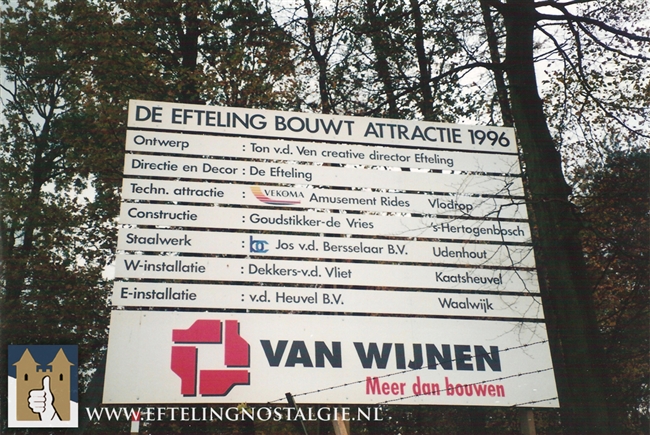 DE EFTELING BOUWT ATTRACTIE 1996
Ontwerp : Ton v.d. Ven creative director Efteling
Directie en Decor : De Efteling
Techn. attractie : VEKOMA Amusement Rides Vlodrop
Constructie : Goudstikker-de Vries 's-Hertogenbosch
Staalwerk : bc Jos v.d. Bersselaar B.V. Udenhout
W-installatie : Dekkers-v.d. Vliet Kaatsheuvel
E-installatie : v.d. Heuvel B.V. Waalwijk
VAN WIJNEN
Meer dan bouwen
WWW.EFTELINGNOSTALGIE.NL